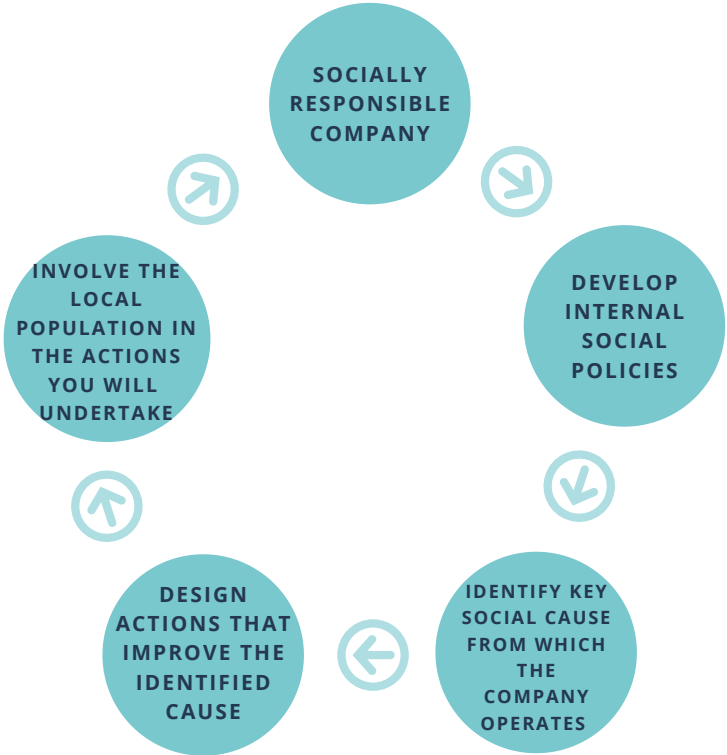 SOCIALLY
RESPONSIBLE
COMPANY
DEVELOP
INTERNAL
SOCIAL
POLICIES
IDENTIFY KEY
SOCIAL CAUSE
FROM WHICH
THE
COMPANY
OPERATES
DESIGN
ACTIONS THAT
IMPROVE THE
IDENTIFIED
CAUSE
INVOLVE THE
LOCAL
POPULATION IN
THE ACTIONS
YOU WILL
UNDERTAKE